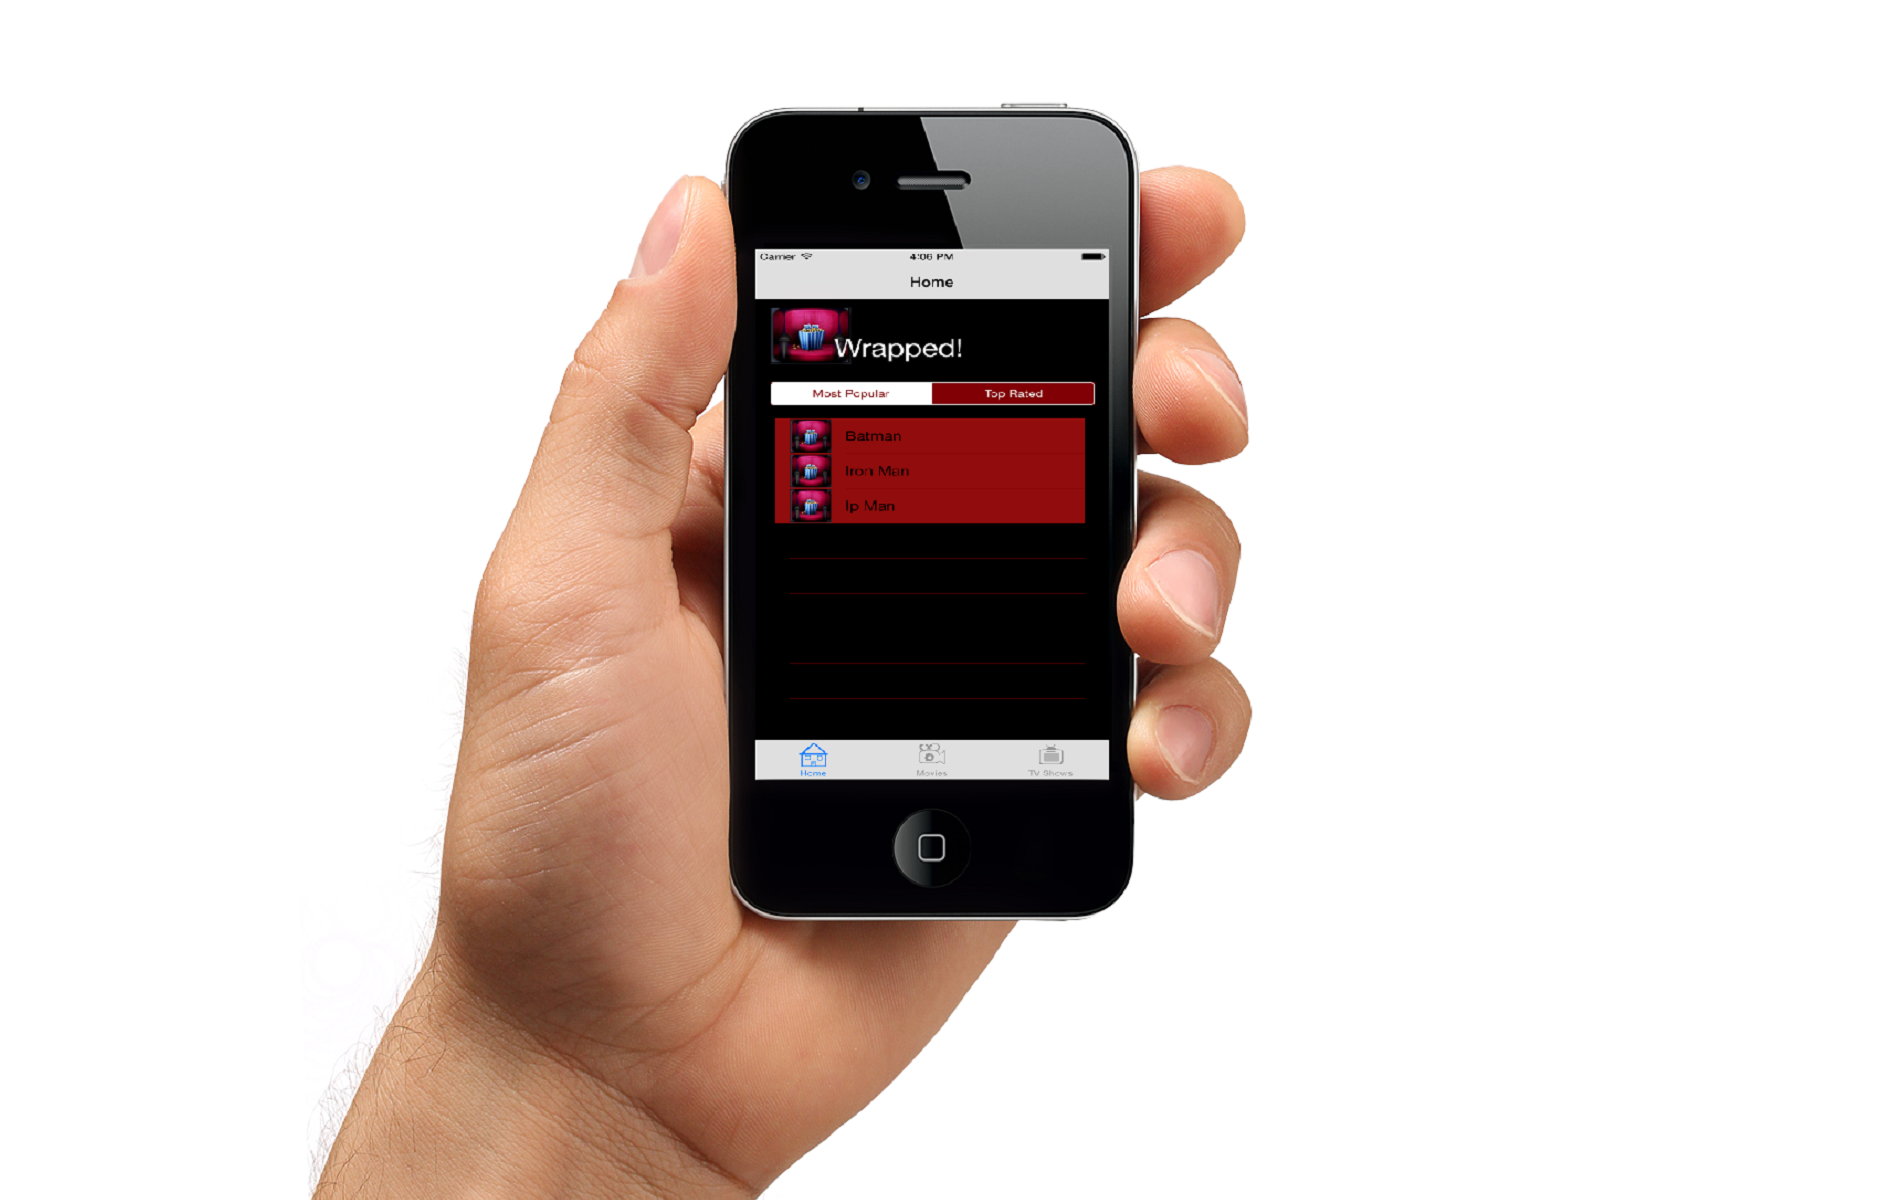 Carrier 4:06 PM
Home
Wrapped!
Most Popular Top Rated
Batman
Iron Man
Ip Man
Home Movies TV Shows